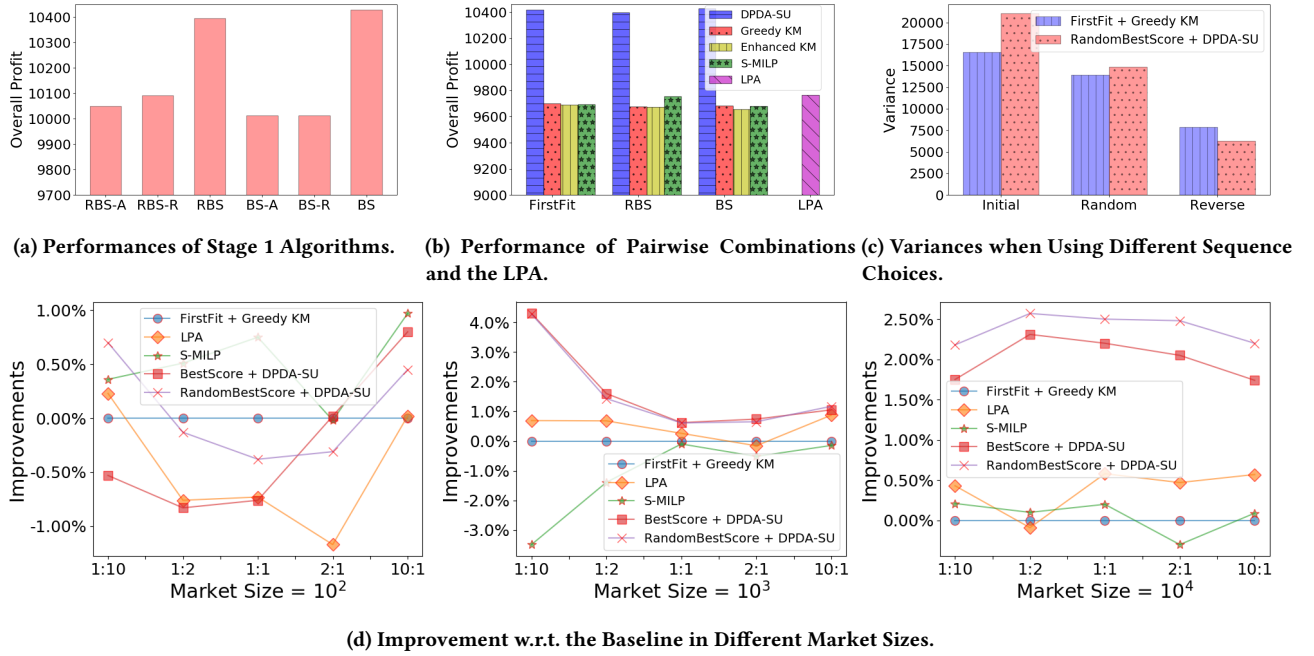 Overall Profit
10400
10300
10200
10100
10000
9900
9800
9700
RBS-A RBS-R RBS BS-A BS-R BS
(a) Performances of Stage 1 Algorithms.
Overall Profit
10400
10200
10000
9800
9600
9400
9200
9000
DPDA-SU
Greedy KM
Enhanced KM
S-MILP
LPA
FirstFit RBS BS LPA
(b) Performance of Pairwise Combinations
and the LPA.
Variance
20000
17500
15000
12500
10000
7500
5000
2500
0
FirstFit + Greedy KM
RandomBestScore + DPDA-SU
Initial Random Reverse
(c) Variances when Using Different Sequence
Choices.
Improvements
1.00%
0.50%
0.00%
-0.50%
-1.00%
FirstFit + Greedy KM
LPA
S-MILP
BestScore + DPDA-SU
RandomBestScore + DPDA-SU
1:10 1:2 1:1 2:1 10:1
Market Size = 10²
Improvements
4.0%
3.0%
2.0%
1.0%
0.0%
-1.0%
-2.0%
-3.0%
FirstFit + Greedy KM
LPA
S-MILP
BestScore + DPDA-SU
RandomBestScore + DPDA-SU
1:10 1:2 1:1 2:1 10:1
Market Size = 10³
Improvements
2.50%
2.00%
1.50%
1.00%
0.50%
0.00%
FirstFit + Greedy KM
LPA
S-MILP
BestScore + DPDA-SU
RandomBestScore + DPDA-SU
1:10 1:2 1:1 2:1 10:1
Market Size = 10⁴
(d) Improvement w.r.t. the Baseline in Different Market Sizes.